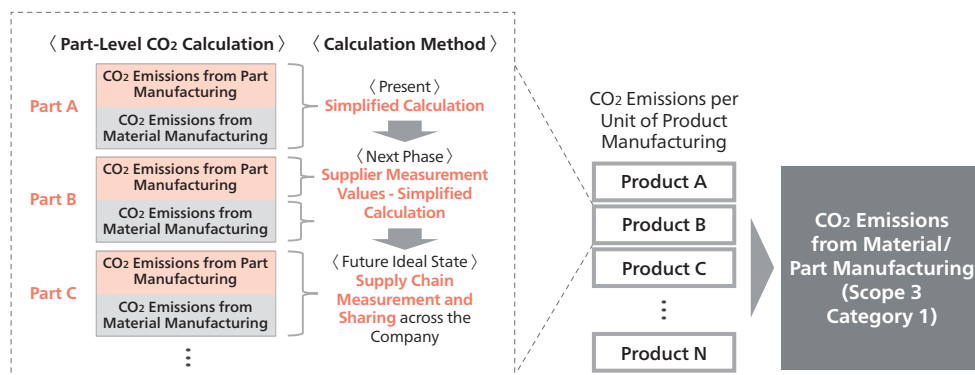 〈 Part-Level CO2 Calculation 〉
〈 Calculation Method 〉
Part A
CO2 Emissions from Part
Manufacturing
CO2 Emissions from
Material Manufacturing
〈 Present 〉
Simplified Calculation
Part B
CO2 Emissions from Part
Manufacturing
CO2 Emissions from
Material Manufacturing
〈 Next Phase 〉
Supplier Measurement
Values - Simplified
Calculation
Part C
CO2 Emissions from Part
Manufacturing
CO2 Emissions from
Material Manufacturing
〈 Future Ideal State 〉
Supply Chain
Measurement and
Sharing across the
Company
CO2 Emissions per
Unit of Product
Manufacturing
Product A
Product B
Product C
Product N
CO2 Emissions
from Material/
Part Manufacturing
(Scope 3
Category 1)